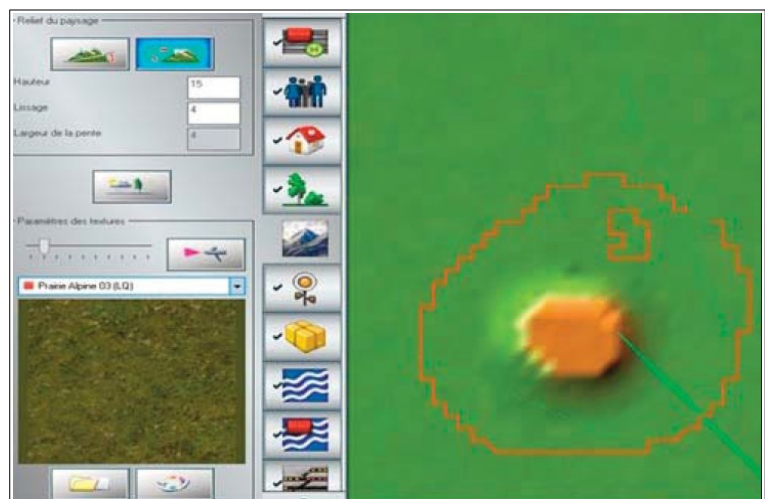 Relief du paysage
Hauteur 15
Lissage 4
Largeur de la pente 4
Paramètres des textures
Prairie Alpine 03 (LQ)